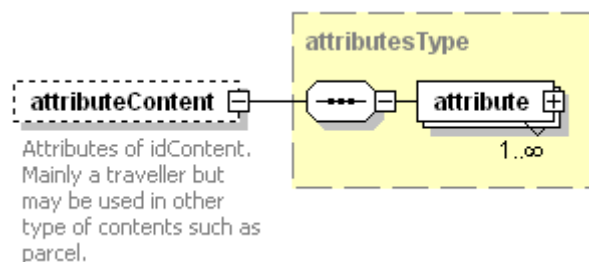 attributesType
attributeContent
attribute
1..∞
Attributes of idContent.
Mainly a traveller but
may be used in other
type of contents such as
parcel.